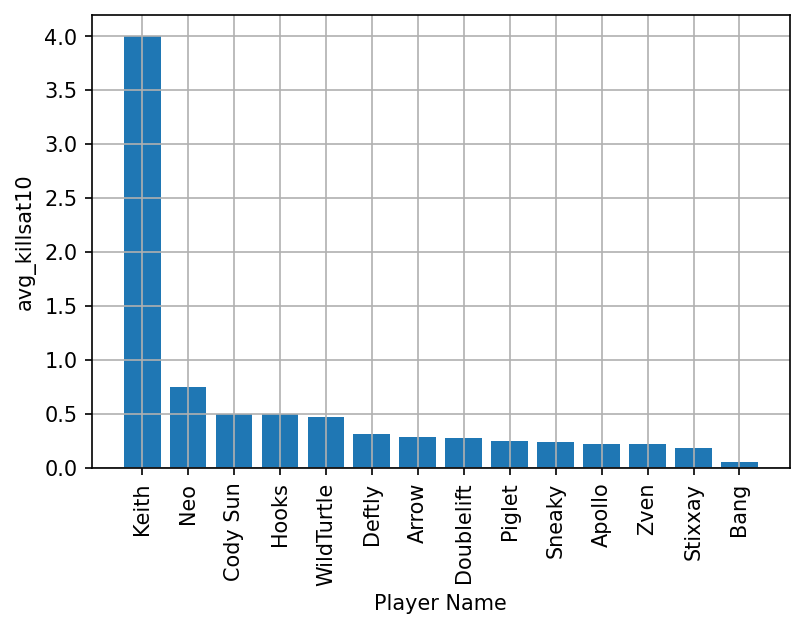 4.0
3.5
3.0
2.5
2.0
1.5
1.0
0.5
0.0
avg_killsat10
Keith
Neo
Cody Sun
Hooks
WildTurtle
Deftly
Arrow
Doublelift
Piglet
Sneaky
Apollo
Zven
Stixxay
Bang
Player Name